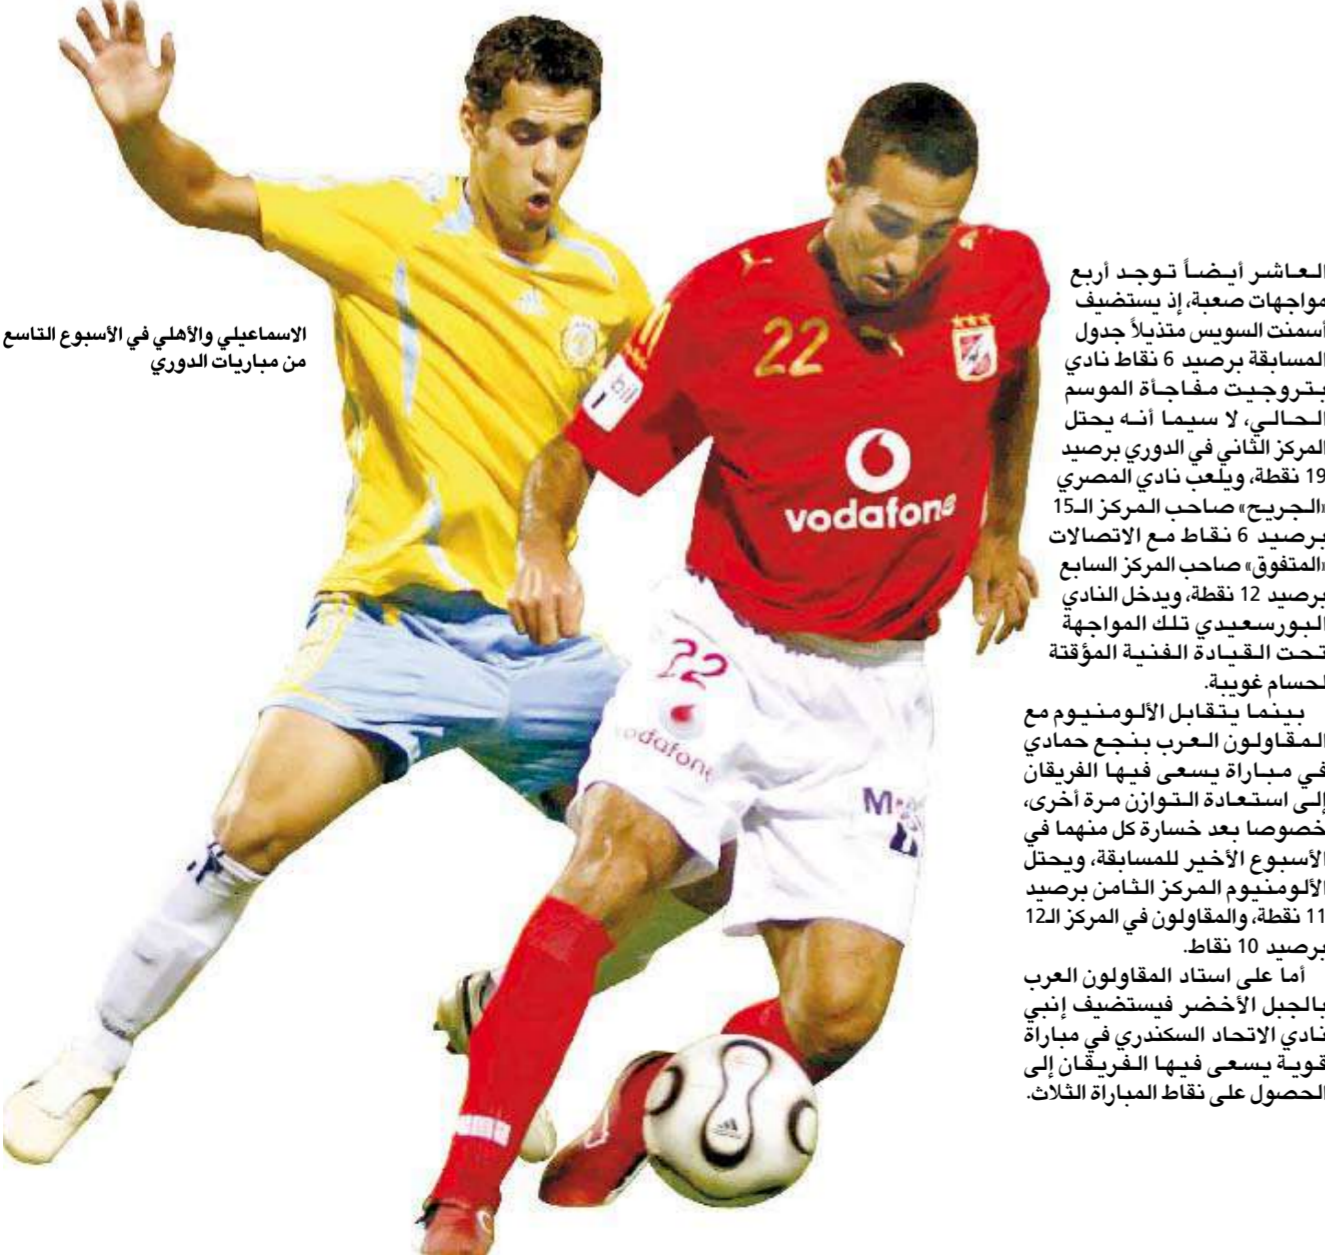 العاشر أيضاً توجد أربع
مواجهات صعبة، إذ يستضيف
أسمنت السويس متذيلاً جدول
المسابقة برصيد 6 نقاط نادي
بتروجيت مفاجأة الموسم
الحالي، لا سيما أنه يحتل
المركز الثاني في الدوري برصيد
19 نقطة، ويلعب نادي المصري
«الجريح» صاحب المركز الـ15
برصيد 6 نقاط مع الاتصالات
«المتفوق» صاحب المركز السابع
برصيد 12 نقطة، ويدخل النادي
البورسعيدي تلك المواجهة
تحت القيادة الفنية المؤقتة
لحسام غويبة.
بينما يتقابل الألومنيوم مع
المقاولون العرب بنجع حمادي
في مباراة يسعى فيها الفريقان
إلى استعادة التوازن مرة أخرى،
خصوصا بعد خسارة كل منهما في
الأسبوع الأخير للمسابقة، ويحتل
الألومنيوم المركز الثامن برصيد
11 نقطة، والمقاولون في المركز الـ12
برصيد 10 نقاط.
أما على استاد المقاولون العرب
بالجبل الأخضر فيستضيف إنبي
نادي الاتحاد السكندري في مباراة
قوية يسعى فيها الفريقان إلى
الحصول على نقاط المباراة الثلاث.
الاسماعيلي والأهلي في الأسبوع التاسع
من مباريات الدوري
22
vodafone
22
vodafone